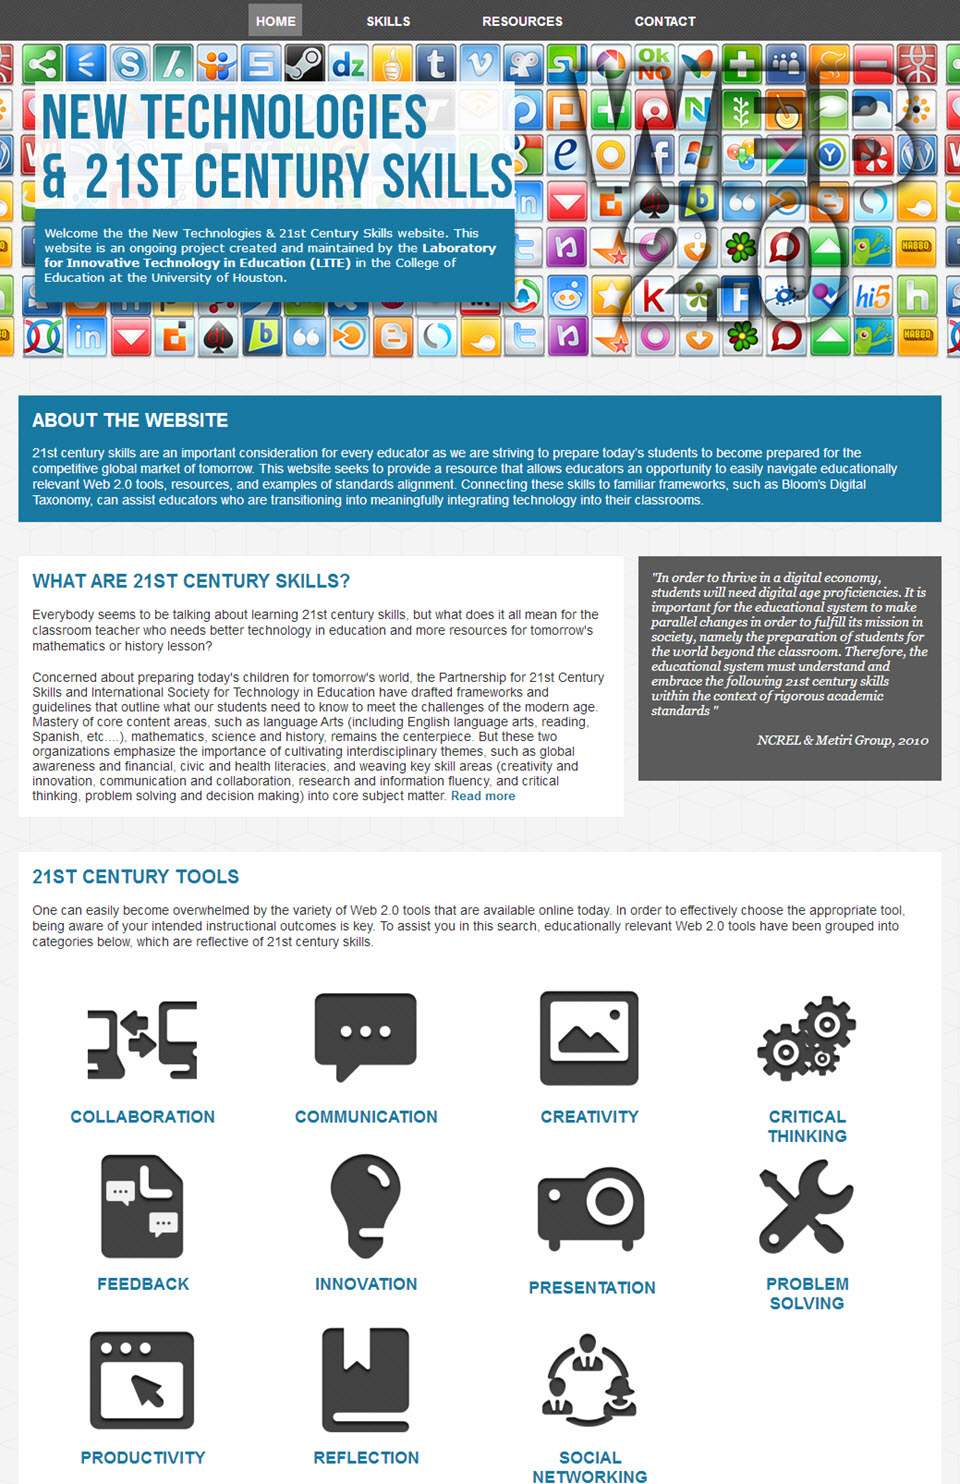 HOME SKILLS RESOURCES CONTACT
NEW TECHNOLOGIES
& 21ST CENTURY SKILLS
WEB
2.0
Welcome the the New Technologies & 21st Century Skills website. This
website is an ongoing project created and maintained by the Laboratory
for Innovative Technology in Education (LITE) in the College of
Education at the University of Houston.
ABOUT THE WEBSITE
21st century skills are an important consideration for every educator as we are striving to prepare today's students to become prepared for the
competitive global market of tomorrow. This website seeks to provide a resource that allows educators an opportunity to easily navigate educationally
relevant Web 2.0 tools, resources, and examples of standards alignment. Connecting these skills to familiar frameworks, such as Bloom's Digital
Taxonomy, can assist educators who are transitioning into meaningfully integrating technology into their classrooms.
WHAT ARE 21ST CENTURY SKILLS?
Everybody seems to be talking about learning 21st century skills, but what does it all mean for the
classroom teacher who needs better technology in education and more resources for tomorrow's
mathematics or history lesson?
Concerned about preparing today's children for tomorrow's world, the Partnership for 21st Century
Skills and International Society for Technology in Education have drafted frameworks and
guidelines that outline what our students need to know to meet the challenges of the modern age.
Mastery of core content areas, such as language Arts (including English language arts, reading,
Spanish, etc....), mathematics, science and history, remains the centerpiece. But these two
organizations emphasize the importance of cultivating interdisciplinary themes, such as global
awareness and financial, civic and health literacies, and weaving key skill areas (creativity and
innovation, communication and collaboration, research and information fluency, and critical
thinking, problem solving and decision making) into core subject matter. Read more
"In order to thrive in a digital economy,
students will need digital age proficiencies. It is
important for the educational system to make
parallel changes in order to fulfill its mission in
society, namely the preparation of students for
the world beyond the classroom. Therefore, the
educational system must understand and
embrace the following 21st century skills
within the context of rigorous academic
standards "
NCREL & Metiri Group, 2010
21ST CENTURY TOOLS
One can easily become overwhelmed by the variety of Web 2.0 tools that are available online today. In order to effectively choose the appropriate tool,
being aware of your intended instructional outcomes is key. To assist you in this search, educationally relevant Web 2.0 tools have been grouped into
categories below, which are reflective of 21st century skills.
COLLABORATION
COMMUNICATION
CREATIVITY
CRITICAL
THINKING
FEEDBACK
INNOVATION
PRESENTATION
PROBLEM
SOLVING
PRODUCTIVITY
REFLECTION
SOCIAL
NETWORKING